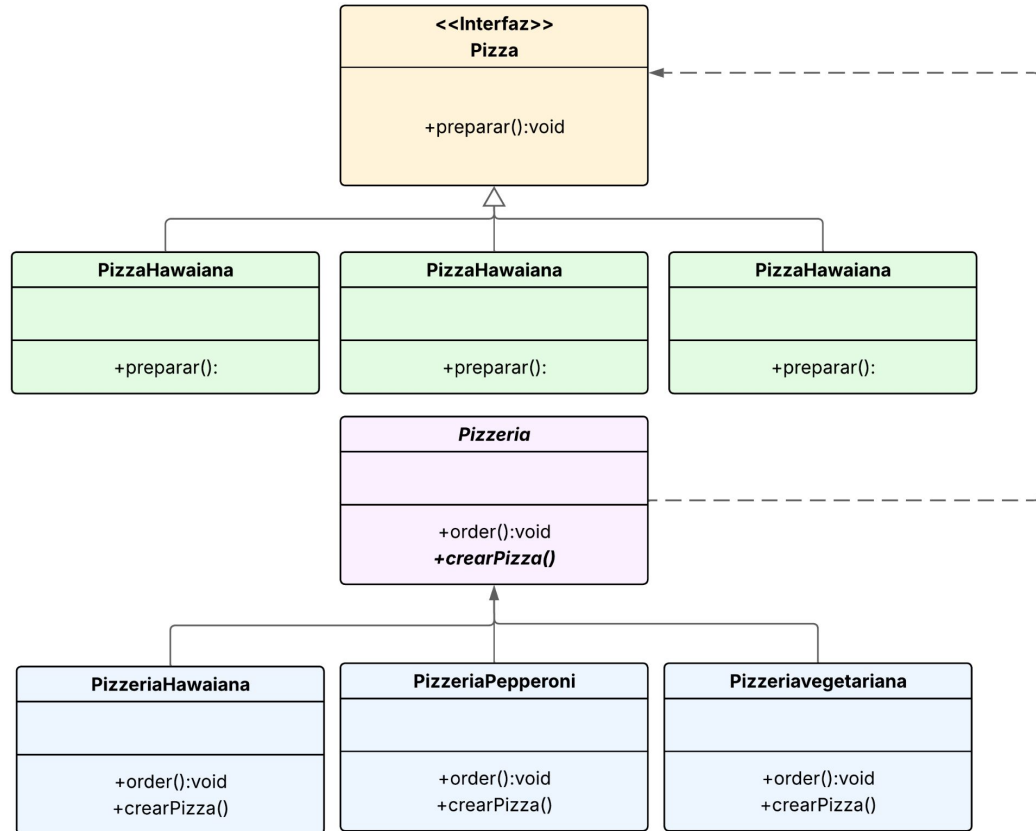 <<Interfaz>>
Pizza
+preparar():void
PizzaHawaiana
PizzaHawaiana
PizzaHawaiana
+preparar():
+preparar():
+preparar():
Pizzeria
+order():void
+crearPizza()
PizzeriaHawaiana
PizzeriaPepperoni
Pizzeriavegetariana
+order():void
+crearPizza()
+order():void
+crearPizza()
+order():void
+crearPizza()